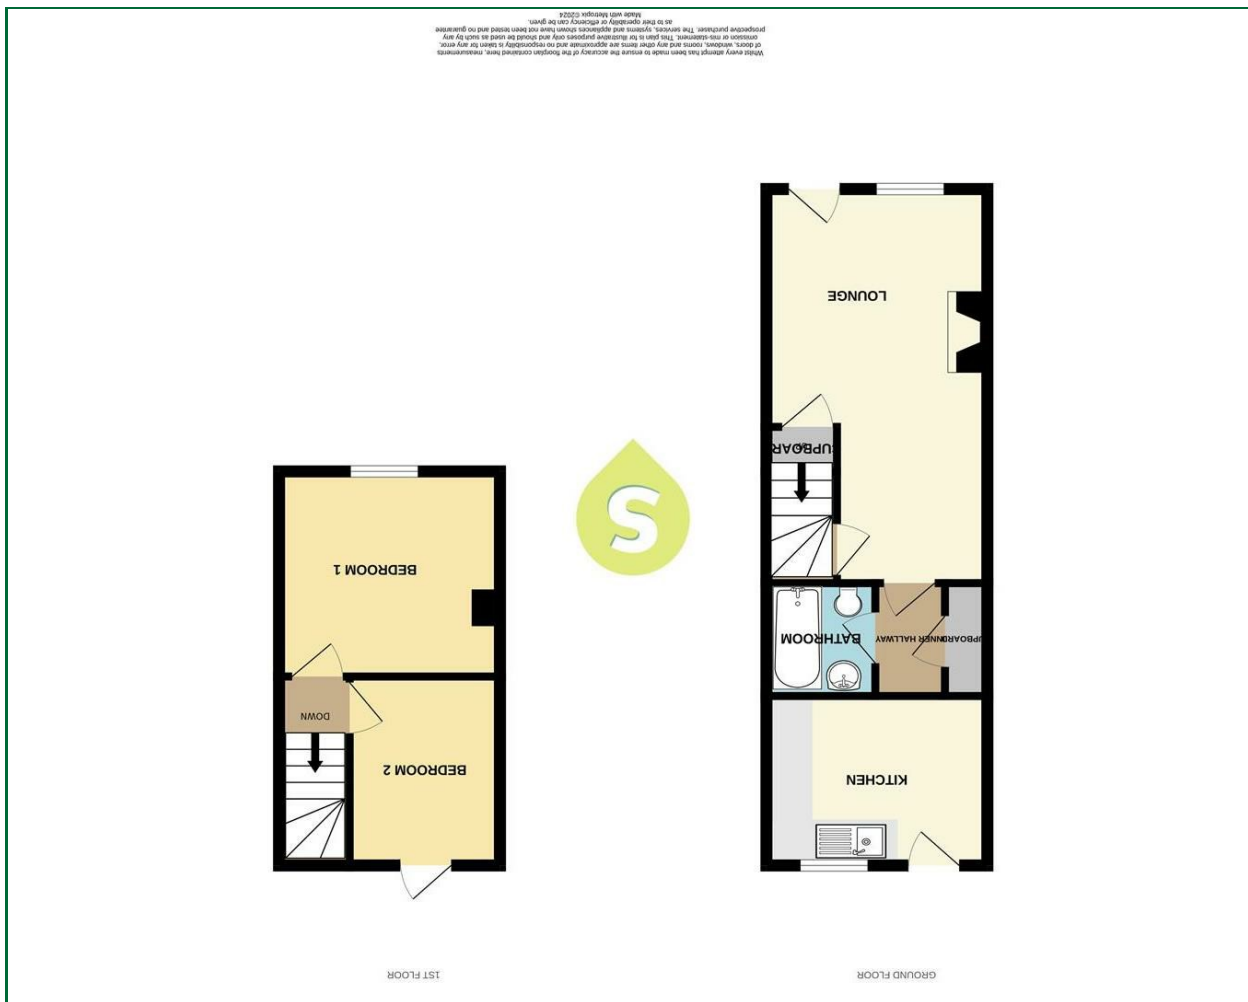 GROUND FLOOR
1ST FLOOR
KITCHEN
BATHROOM
INNER HALLWAY
CUPBOARD
CUPBOARD
UP
LOUNGE
BEDROOM 2
DOWN
BEDROOM 1
S
Whilst every attempt has been made to ensure the accuracy of the floorplan contained here, measurements
of doors, windows, rooms and any other items are approximate and no responsibility is taken for any error,
omission or mis-statement. This plan is for illustrative purposes only and should be used as such by any
prospective purchaser. The services, systems and appliances shown have not been tested and no guarantee
as to their operability or efficiency can be given.
Made with Metropix ©2024